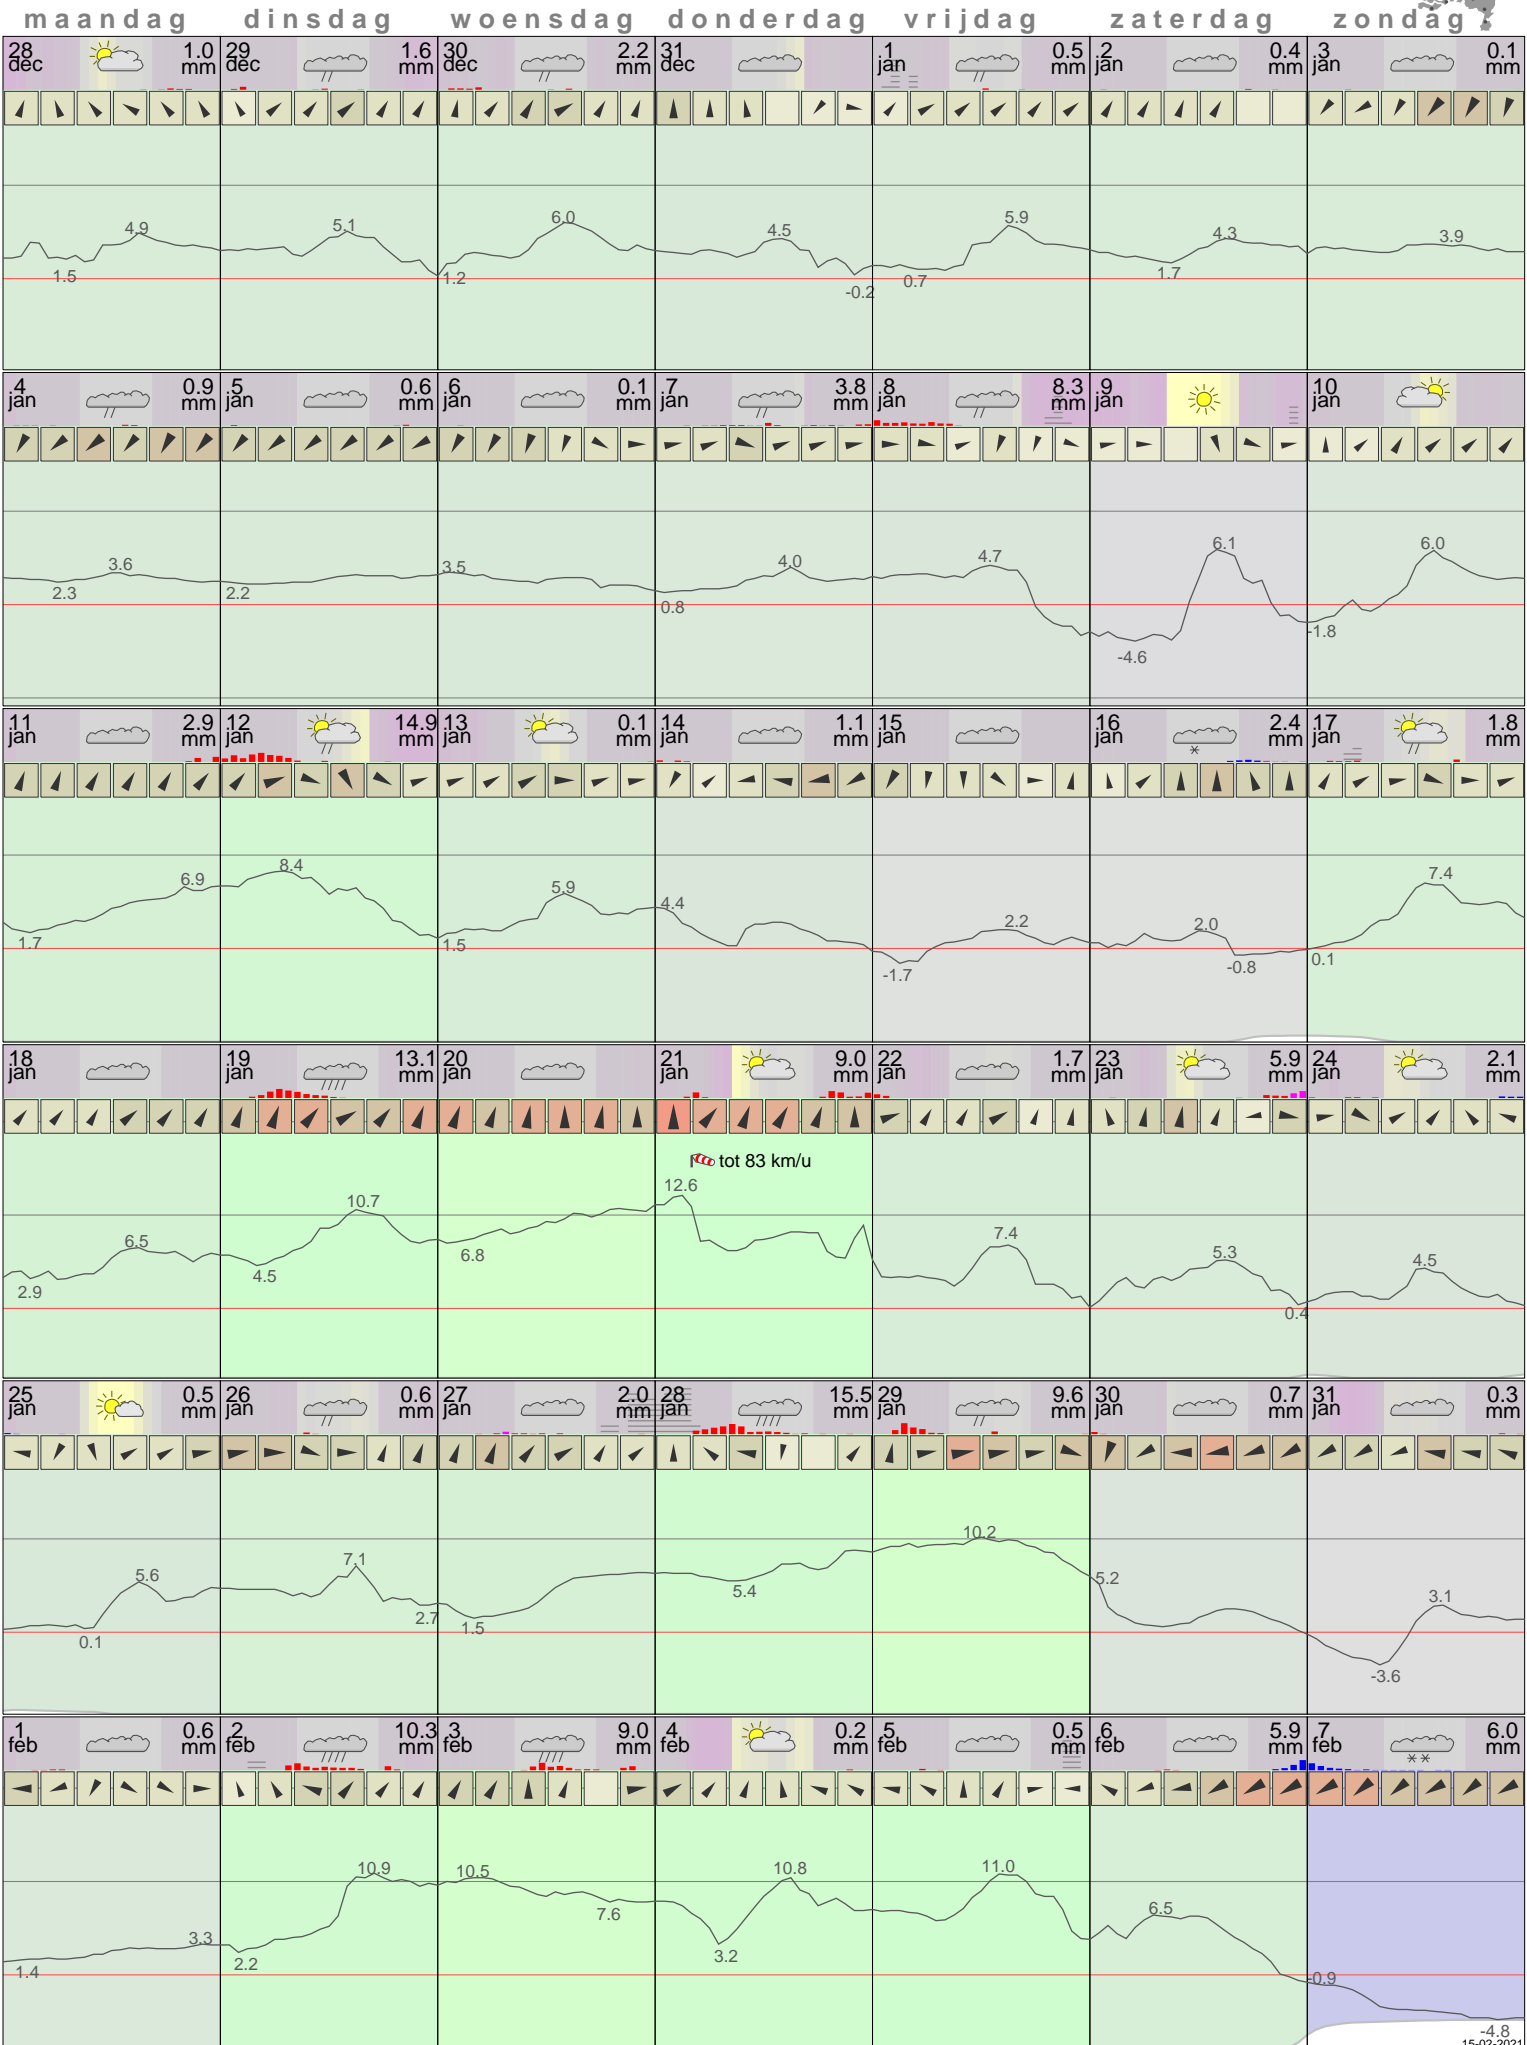 maandag dinsdag woensdag donderdag vrijdag zaterdag zondag
28 dec 1.0 mm 29 dec 1.6 mm 30 dec 2.2 mm 31 dec 1 jan 0.5 mm 2 jan 0.4 mm 3 jan 0.1 mm
4.9 5.1 6.0 4.5 5.9 4.3 3.9
1.5 1.2 -0.2 0.7 1.7
4 jan 0.9 mm 5 jan 0.6 mm 6 jan 0.1 mm 7 jan 3.8 mm 8 jan 8.3 mm 9 jan 10 jan
3.6 3.5 4.0 4.7 6.1 6.0
2.3 2.2 0.8 -4.6 -1.8
11 jan 2.9 mm 12 jan 14.9 mm 13 jan 0.1 mm 14 jan 1.1 mm 15 jan 16 jan 2.4 mm 17 jan 1.8 mm
6.9 8.4 5.9 4.4 2.2 2.0 7.4
1.7 1.5 -1.7 -0.8 0.1
18 jan 19 jan 13.1 mm 20 jan 21 jan 9.0 mm 22 jan 1.7 mm 23 jan 5.9 mm 24 jan 2.1 mm
tot 83 km/u
6.5 10.7 12.6 7.4 5.3 4.5
2.9 4.5 6.8 0.4
25 jan 0.5 mm 26 jan 0.6 mm 27 jan 2.0 mm 28 jan 15.5 mm 29 jan 9.6 mm 30 jan 0.7 mm 31 jan 0.3 mm
5.6 7.1 10.2 5.2 3.1
0.1 2.7 1.5 5.4 -3.6
1 feb 0.6 mm 2 feb 10.3 mm 3 feb 9.0 mm 4 feb 0.2 mm 5 feb 0.5 mm 6 feb 5.9 mm 7 feb 6.0 mm
3.3 10.9 10.5 10.8 11.0 6.5 -0.9
1.4 2.2 7.6 3.2 -4.8
15-02-2021